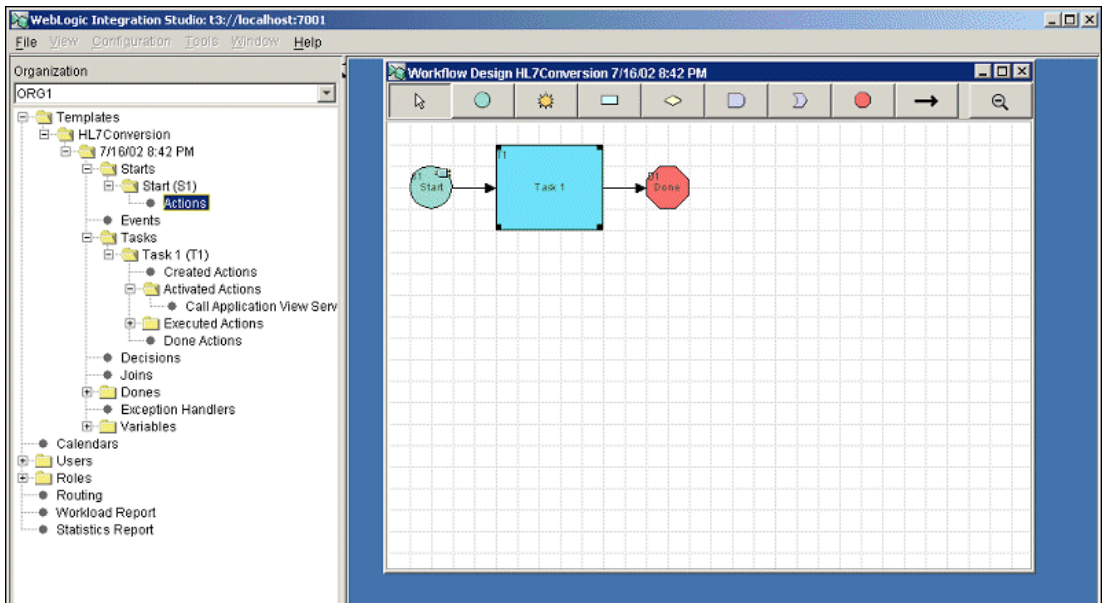 WebLogic Integration Studio: t3://localhost:7001
File View Configuration Tools Window Help
Organization
ORG1
Templates
HL7Conversion
7/16/02 8:42 PM
Starts
Start (S1)
Actions
Events
Tasks
Task 1 (T1)
Created Actions
Activated Actions
Call Application View Serv
Executed Actions
Done Actions
Decisions
Joins
Dones
Exception Handlers
Variables
Calendars
Users
Roles
Routing
Workload Report
Statistics Report
Workflow Design HL7Conversion 7/16/02 8:42 PM
Start
T1
Task 1
Done